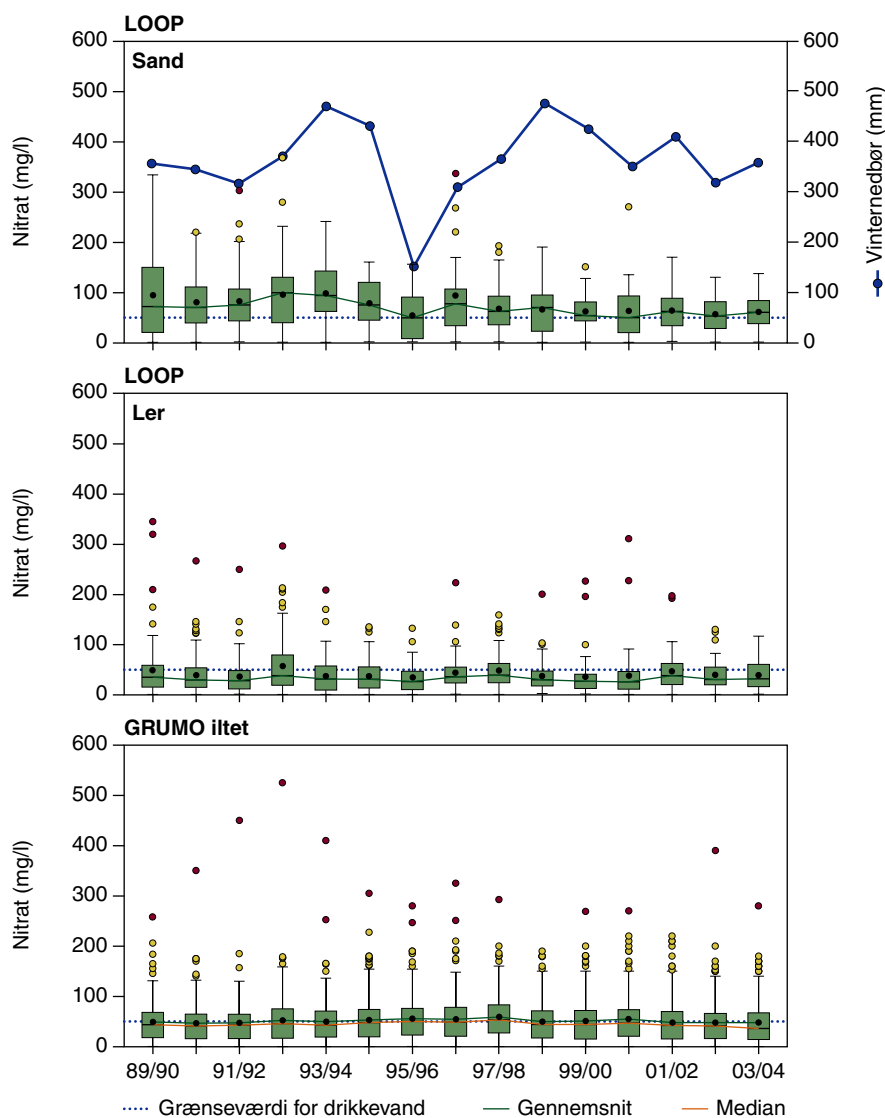 LOOP
Sand
600
500
400
300
200
100
0
Nitrat (mg/l)
600
500
400
300
200
100
0
Vinternedbør (mm)
LOOP
Ler
600
500
400
300
200
100
0
Nitrat (mg/l)
GRUMO iltet
600
500
400
300
200
100
0
Nitrat (mg/l)
89/90 91/92 93/94 95/96 97/98 99/00 01/02 03/04
Grænseværdi for drikkevand Gennemsnit Median